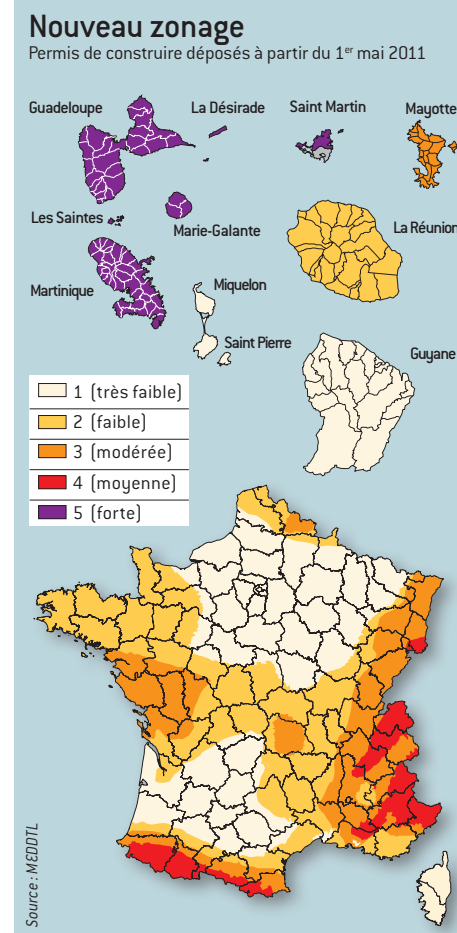 Nouveau zonage
Permis de construire déposés à partir du 1er mai 2011
Guadeloupe
La Désirade
Saint Martin
Mayotte
Les Saintes
Marie-Galante
La Réunion
Martinique
Miquelon
Saint Pierre
Guyane
1 (très faible)
2 (faible)
3 (modérée)
4 (moyenne)
5 (forte)
Source : MEDDTL